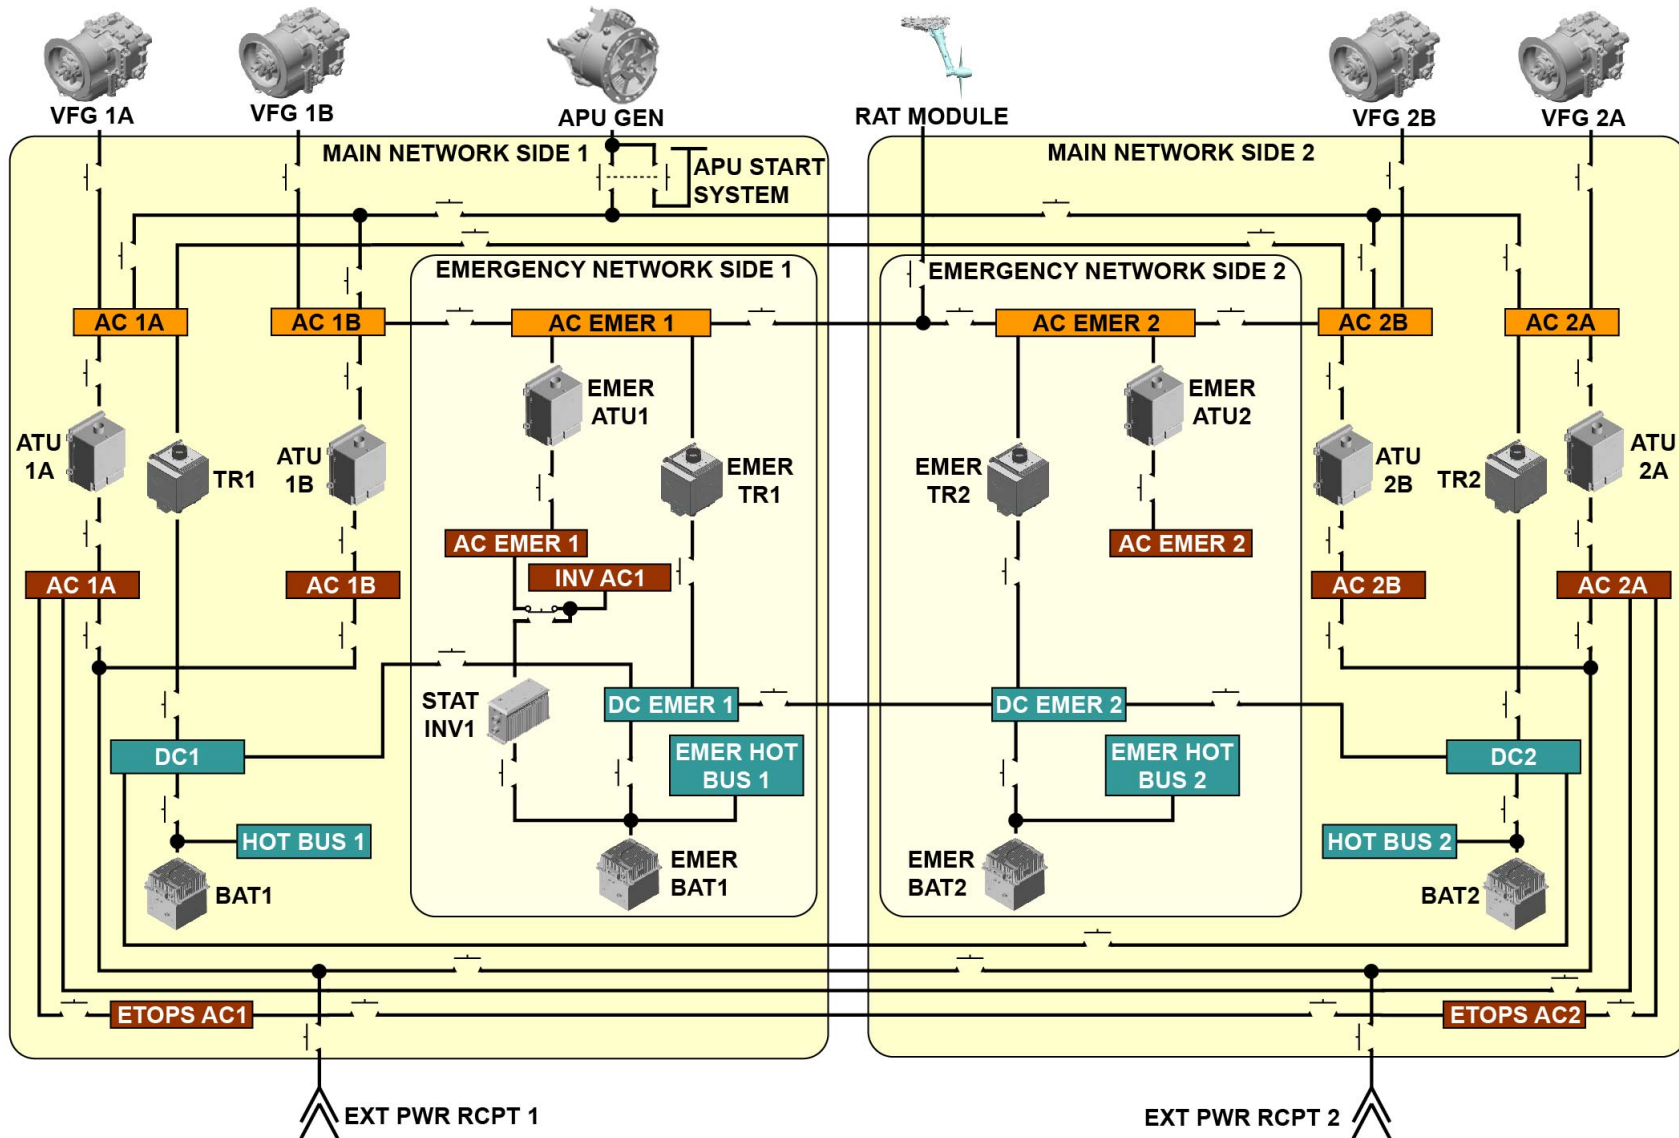 VFG 1A
VFG 1B
APU GEN
RAT MODULE
VFG 2B
VFG 2A
MAIN NETWORK SIDE 1
MAIN NETWORK SIDE 2
APU START
SYSTEM
EMERGENCY NETWORK SIDE 1
EMERGENCY NETWORK SIDE 2
AC 1A
AC 1B
AC EMER 1
AC EMER 2
AC 2B
AC 2A
ATU
1A
TR1
ATU
1B
EMER
ATU1
EMER
TR1
EMER
TR2
EMER
ATU2
ATU
2B
TR2
ATU
2A
AC EMER 1
AC EMER 2
INV AC1
AC 1A
AC 1B
AC 2B
AC 2A
STAT
INV1
DC EMER 1
DC EMER 2
DC1
EMER HOT
BUS 1
EMER HOT
BUS 2
DC2
HOT BUS 1
HOT BUS 2
BAT1
EMER
BAT1
EMER
BAT2
BAT2
ETOPS AC1
ETOPS AC2
EXT PWR RCPT 1
EXT PWR RCPT 2